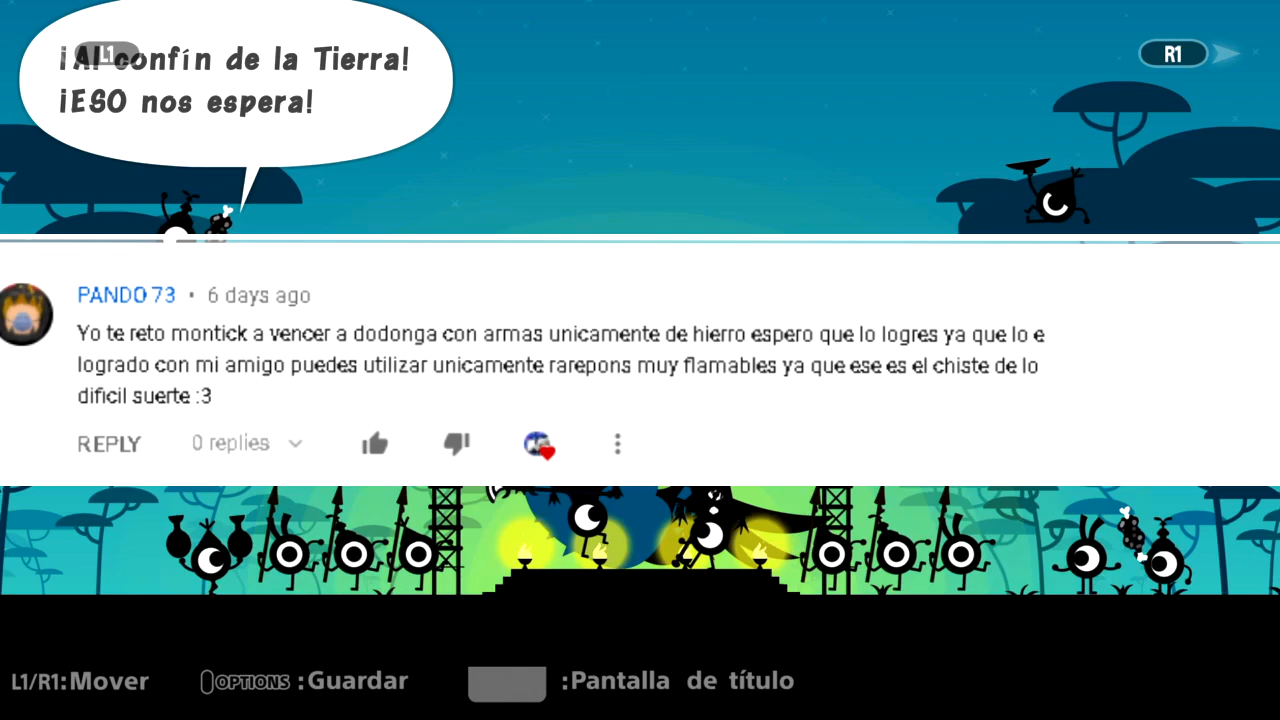 ¡Al confín de la Tierra!
L1
R1
¡ESO nos espera!
PANDO 73 • 6 days ago
Yo te reto montick a vencer a dodonga con armas unicamente de hierro espero que lo logres ya que lo e
logrado con mi amigo puedes utilizar unicamente rarepons muy flamables ya que ese es el chiste de lo
dificil suerte :3
REPLY 0 replies
L1/R1:Mover OPTIONS :Guardar :Pantalla de título